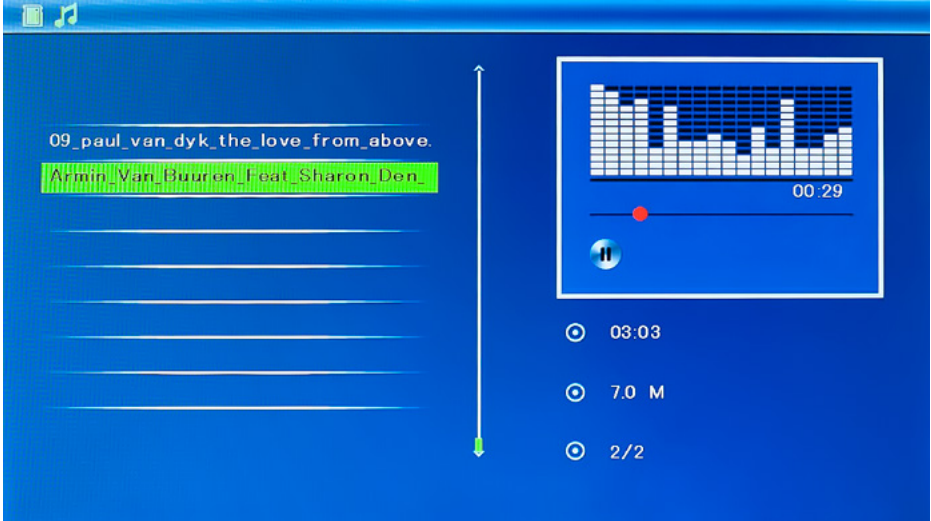 09_paul_van_dyk_the_love_from_above.
Armin_Van_Buuren_Feat_Sharon_Den_
00:29
03:03
7.0 M
2/2